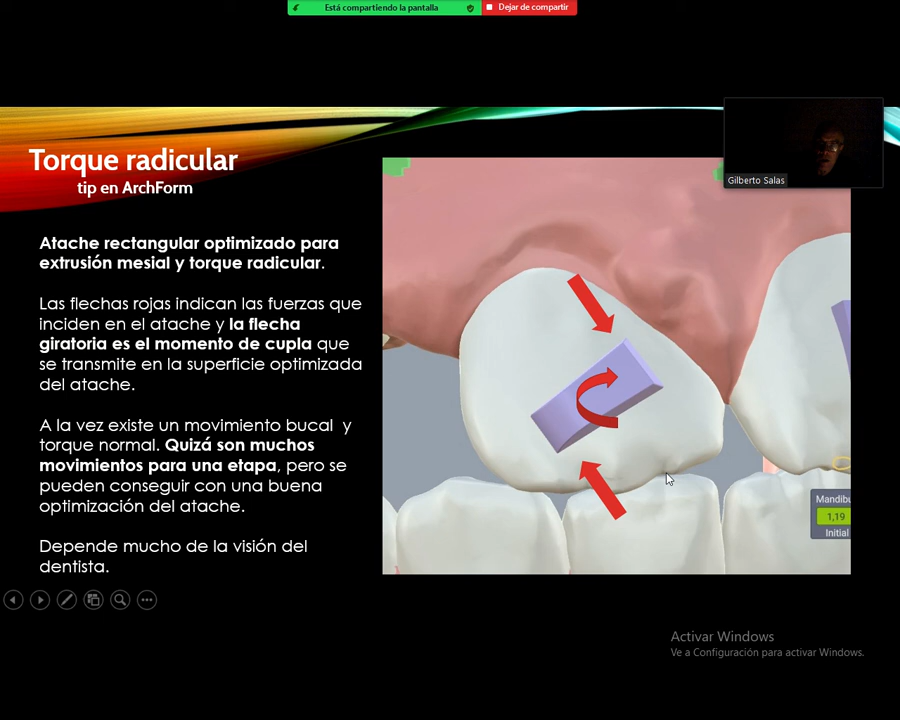 Está compartiendo la pantalla
Dejar de compartir
Gilberto Salas
Torque radicular
tip en ArchForm
Atache rectangular optimizado para
extrusión mesial y torque radicular.
Las flechas rojas indican las fuerzas que
inciden en el atache y la flecha
giratoria es el momento de cupla que
se transmite en la superficie optimizada
del atache.
A la vez existe un movimiento bucal y
torque normal. Quizá son muchos
movimientos para una etapa, pero se
pueden conseguir con una buena
optimización del atache.
Depende mucho de la visión del
dentista.
Mandibu
1,19
Initial
Activar Windows
Ve a Configuración para activar Windows.